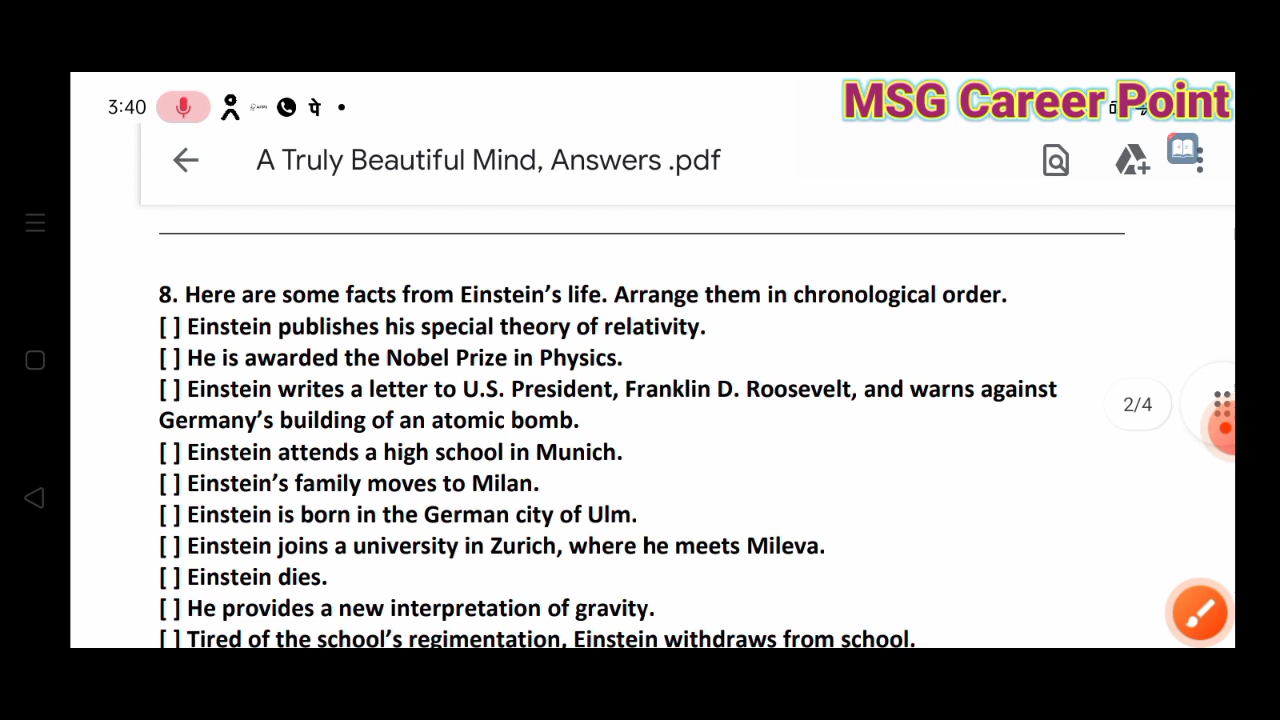 MSG Career Point
3:40 पे
A Truly Beautiful Mind, Answers .pdf
8. Here are some facts from Einstein’s life. Arrange them in chronological order.
[ ] Einstein publishes his special theory of relativity.
[ ] He is awarded the Nobel Prize in Physics.
[ ] Einstein writes a letter to U.S. President, Franklin D. Roosevelt, and warns against
Germany’s building of an atomic bomb.
2/4
[ ] Einstein attends a high school in Munich.
[ ] Einstein’s family moves to Milan.
[ ] Einstein is born in the German city of Ulm.
[ ] Einstein joins a university in Zurich, where he meets Mileva.
[ ] Einstein dies.
[ ] He provides a new interpretation of gravity.
[ ] Tired of the school’s regimentation, Einstein withdraws from school.